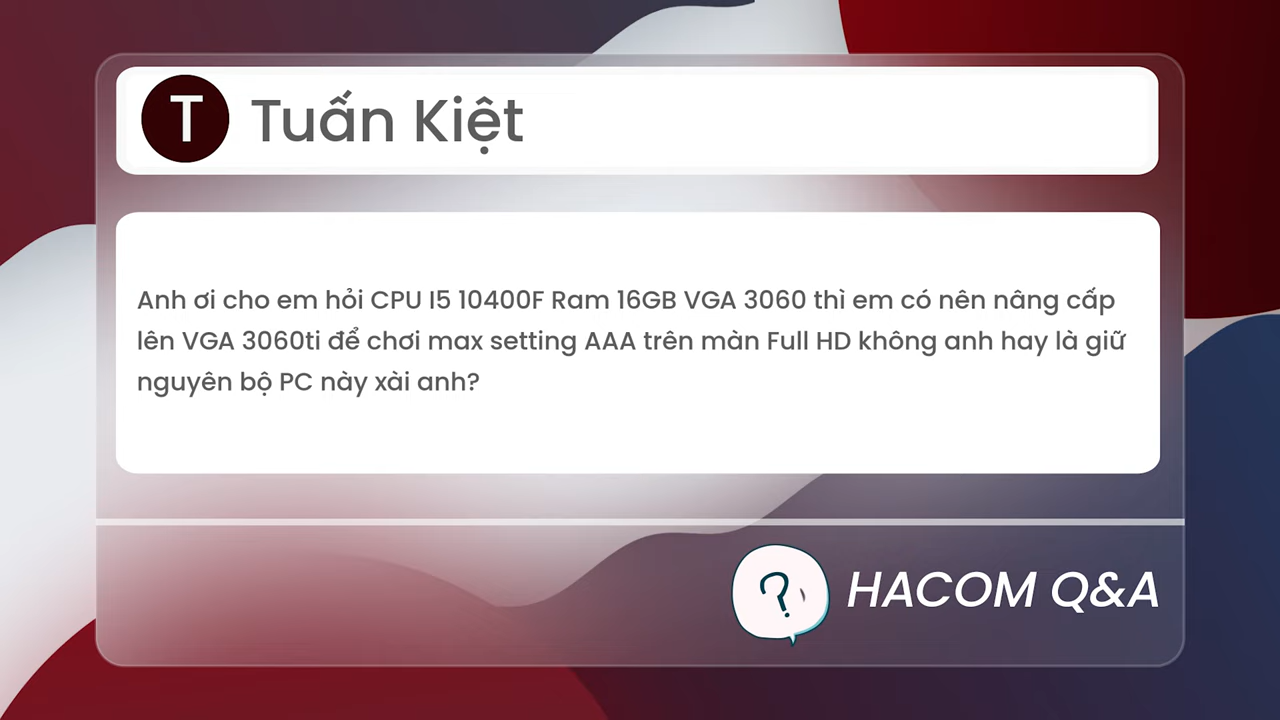 T
Tuấn Kiệt
Anh ơi cho em hỏi CPU I5 10400F Ram 16GB VGA 3060 thì em có nên nâng cấp
lên VGA 3060ti để chơi max setting AAA trên màn Full HD không anh hay là giữ
nguyên bộ PC này xài anh?
?
HACOM Q&A